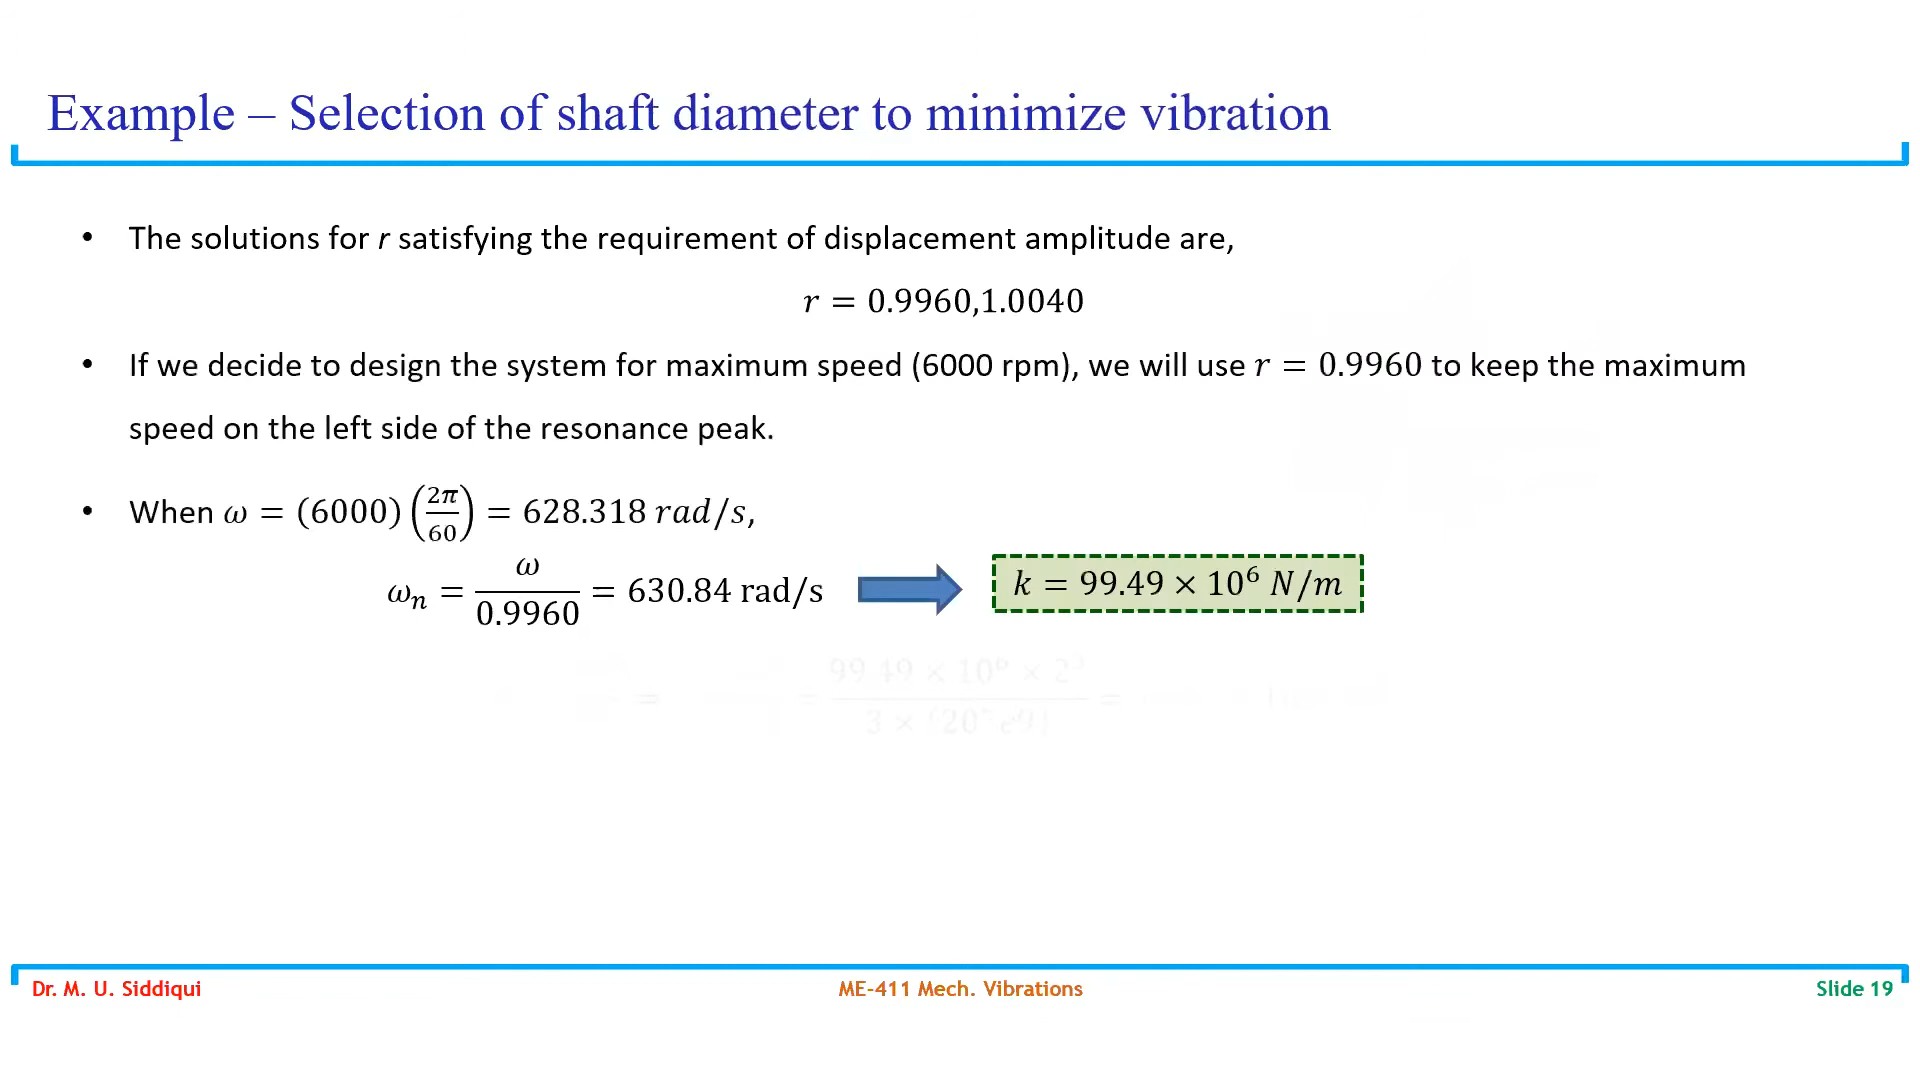 Example – Selection of shaft diameter to minimize vibration
• The solutions for r satisfying the requirement of displacement amplitude are,
r = 0.9960,1.0040
• If we decide to design the system for maximum speed (6000 rpm), we will use r = 0.9960 to keep the maximum
speed on the left side of the resonance peak.
• When ω = (6000) (2π/60) = 628.318 rad/s,
ωₙ = ω/0.9960 = 630.84 rad/s
k = 99.49 × 10⁶ N/m
Dr. M. U. Siddiqui
ME-411 Mech. Vibrations
Slide 19